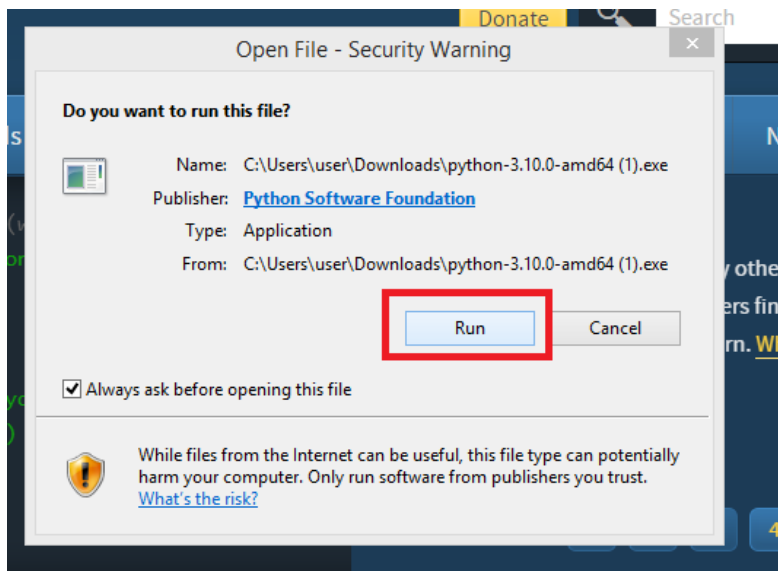 Donate
Search
Open File - Security Warning
Do you want to run this file?
Name: C:\Users\user\Downloads\python-3.10.0-amd64 (1).exe
Publisher: Python Software Foundation
Type: Application
From: C:\Users\user\Downloads\python-3.10.0-amd64 (1).exe
Run Cancel
Always ask before opening this file
While files from the Internet can be useful, this file type can potentially
harm your computer. Only run software from publishers you trust.
What's the risk?